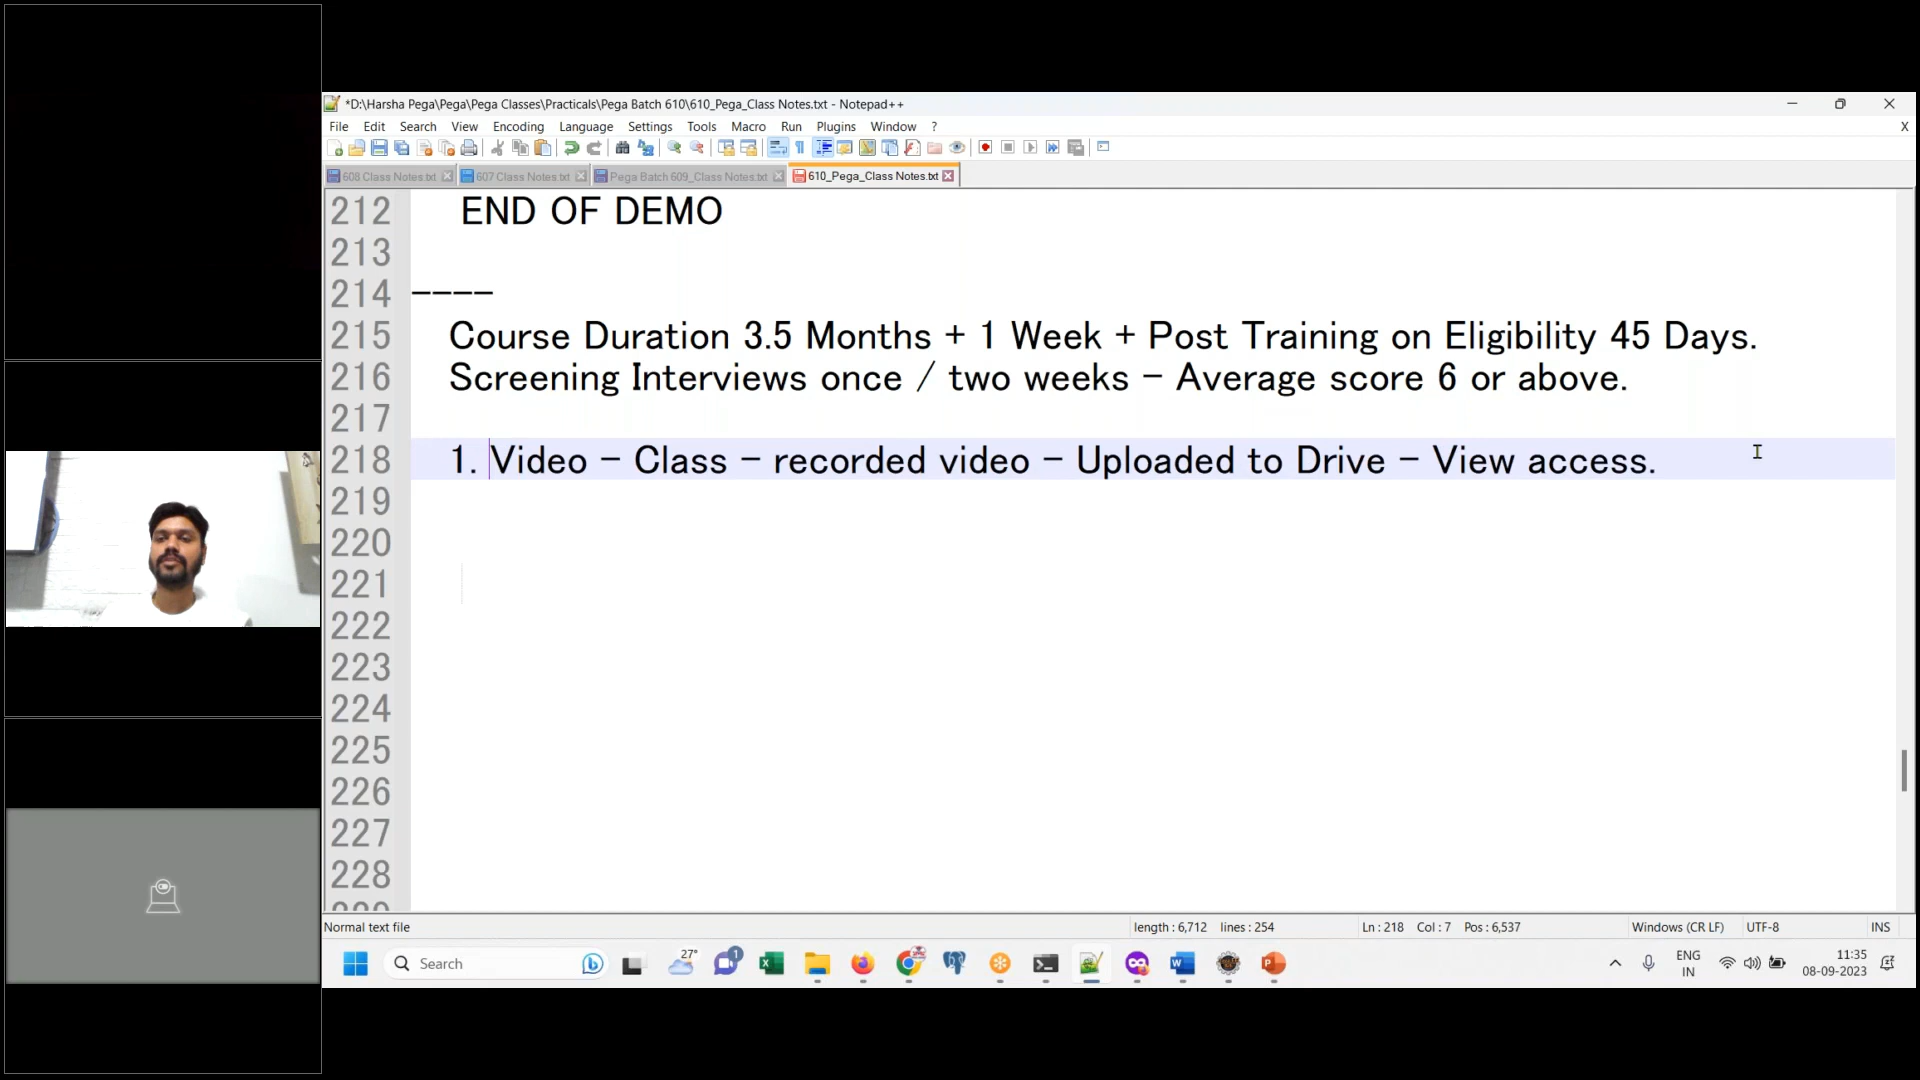 *D:\Harsha Pega\Pega\Pega Classes\Practicals\Pega Batch 610\610_Pega_Class Notes.txt - Notepad++
File Edit Search View Encoding Language Settings Tools Macro Run Plugins Window ? X
608 Class Notes.txt 607 Class Notes.txt Pega Batch 609_Class Notes.txt 610_Pega_Class Notes.txt
212 END OF DEMO
213
214 ----
215 Course Duration 3.5 Months + 1 Week + Post Training on Eligibility 45 Days.
216 Screening Interviews once / two weeks - Average score 6 or above.
217
218 1. Video - Class - recorded video - Uploaded to Drive - View access.
219
220
221
222
223
224
225
226
227
228
Normal text file length : 6,712 lines : 254 Ln : 218 Col : 7 Pos : 6,537 Windows (CR LF) UTF-8 INS
Search 27° 1 ENG 11:35
IN 08-09-2023